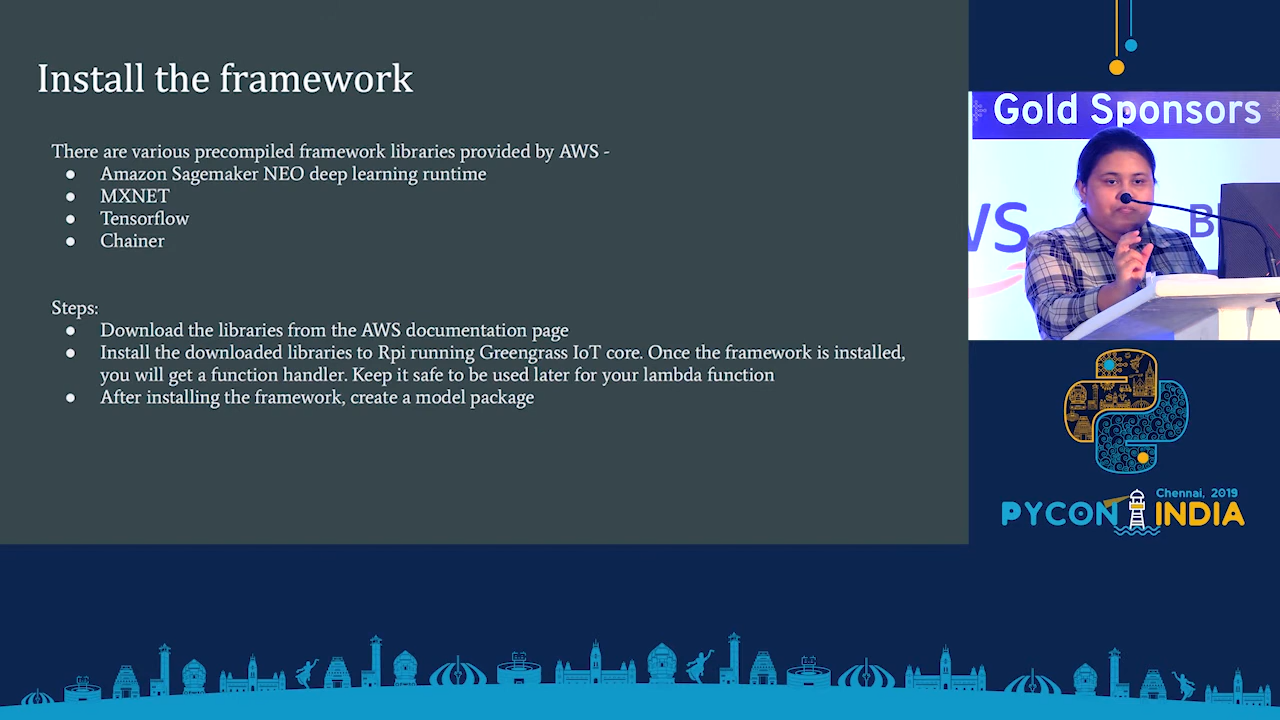 Install the framework
There are various precompiled framework libraries provided by AWS -
● Amazon Sagemaker NEO deep learning runtime
● MXNET
● Tensorflow
● Chainer
Steps:
● Download the libraries from the AWS documentation page
● Install the downloaded libraries to Rpi running Greengrass IoT core. Once the framework is installed,
you will get a function handler. Keep it safe to be used later for your lambda function
● After installing the framework, create a model package
Gold Sponsors
Chennai, 2019
PYCON INDIA